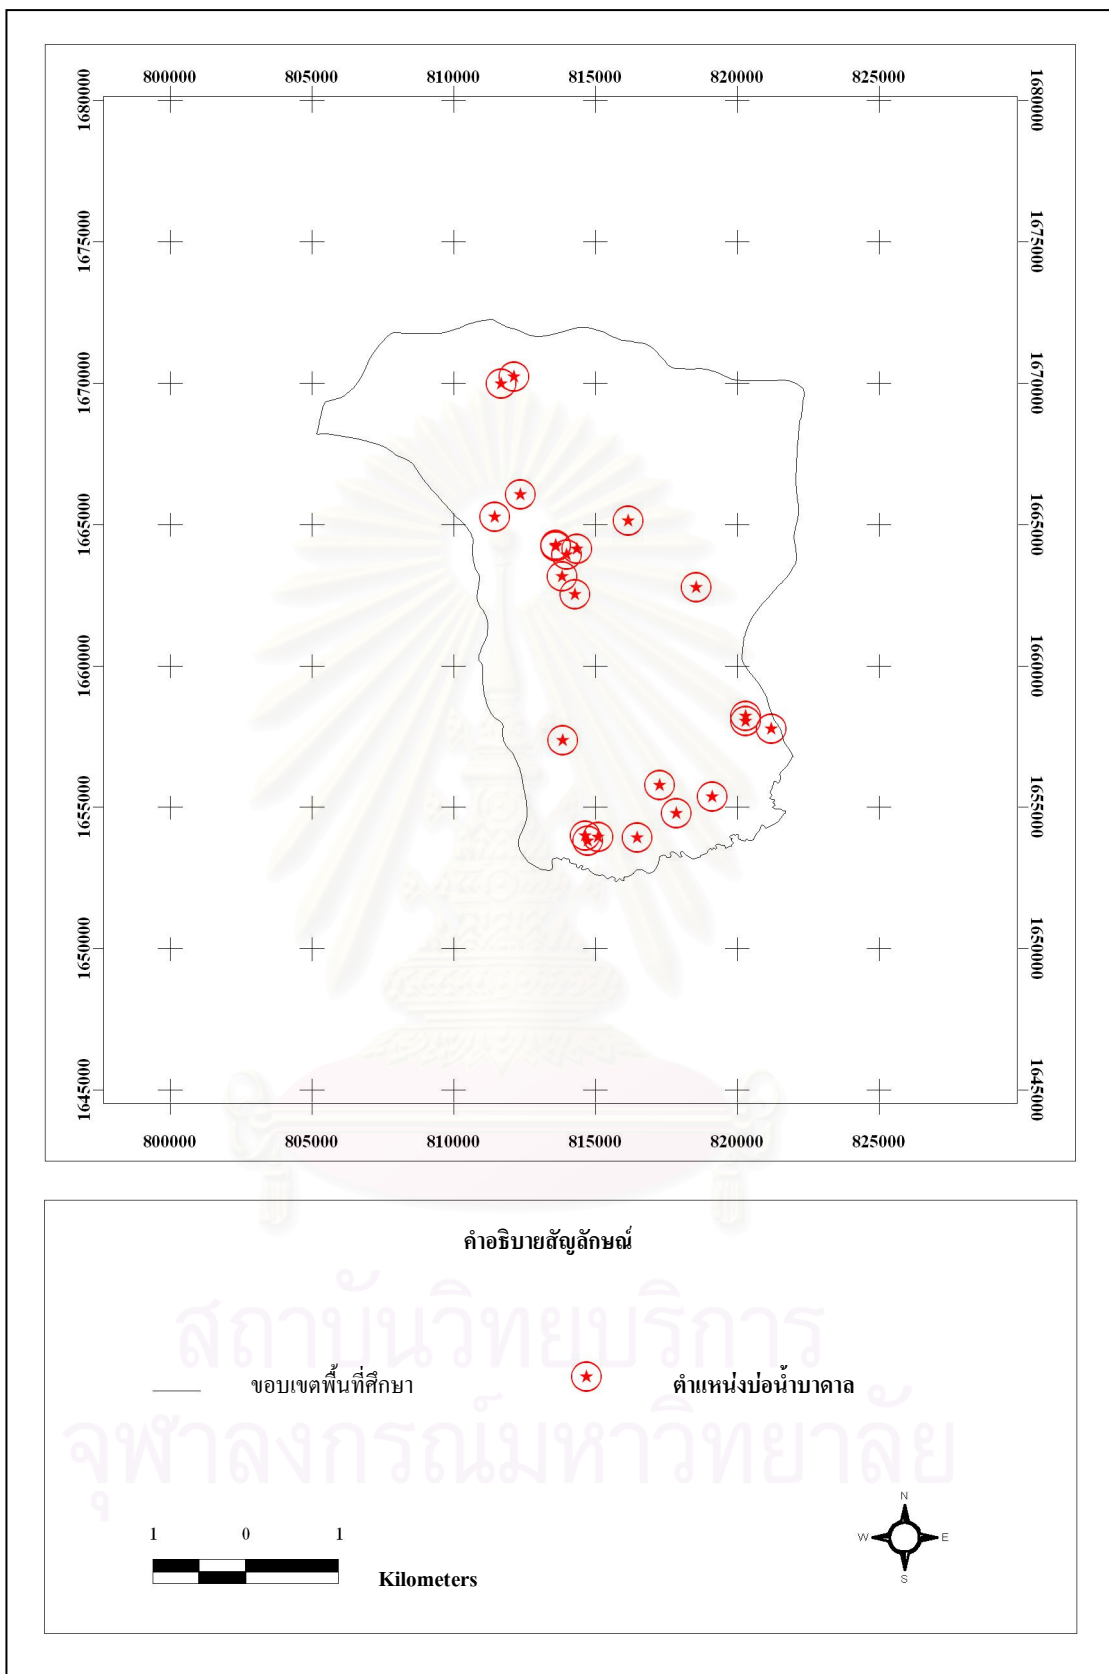 800000 805000 810000 815000 820000 825000
1680000 1680000
1675000 1675000
1670000 1670000
1665000 1665000
1660000 1660000
1655000 1655000
1650000 1650000
1645000 1645000
800000 805000 810000 815000 820000 825000
คำอธิบายสัญลักษณ์
สถาบันวิทยบริการ
ขอบเขตพื้นที่ศึกษา ตำแหน่งบ่อน้ำบาดาล
จุฬาลงกรณ์มหาวิทยาลัย
N
W E
S
1 0 1
Kilometers